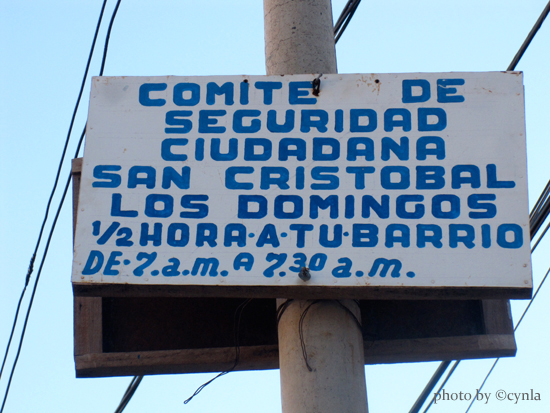 COMITE DE
SEGURIDAD
CIUDADANA
SAN CRISTOBAL
LOS DOMINGOS
1/2 HORA·A·TU·BARRIO
DE·7.a.m. A 7.30 a.m.
photo by ©cynla